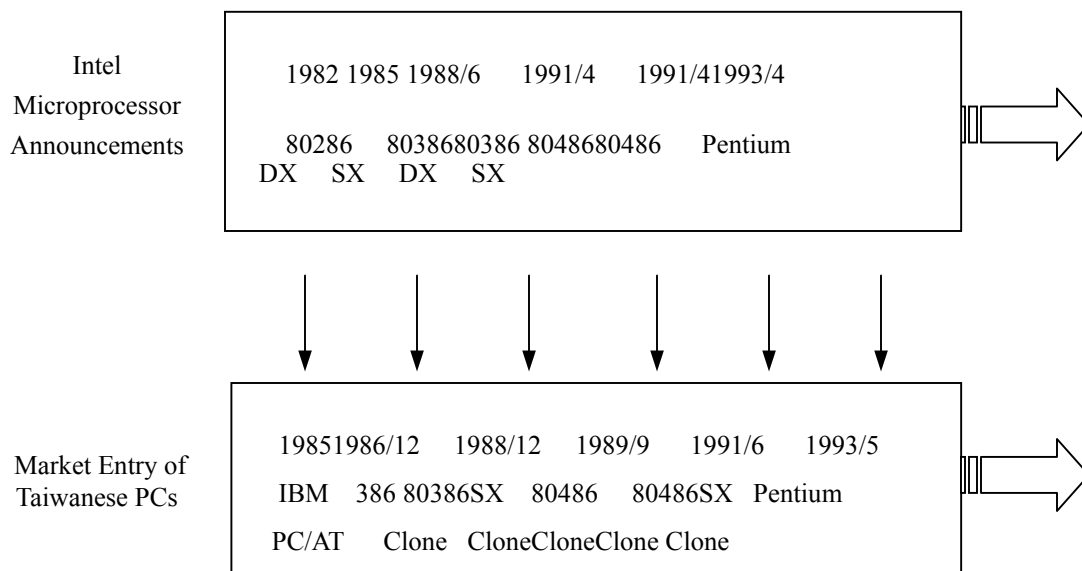 Intel
Microprocessor
Announcements
1982 1985 1988/6 1991/4 1991/41993/4
80286 8038680386 8048680486 Pentium
DX SX DX SX
Market Entry of
Taiwanese PCs
19851986/12 1988/12 1989/9 1991/6 1993/5
IBM 386 80386SX 80486 80486SX Pentium
PC/AT Clone CloneCloneClone Clone